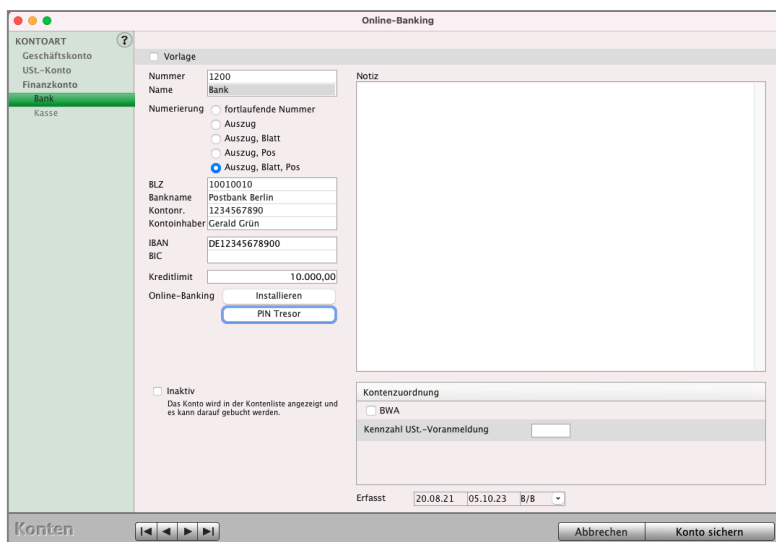 Online-Banking
KONTOART
?
Geschäftskonto
USt.-Konto
Finanzkonto
Bank
Kasse
Vorlage
Nummer 1200
Name Bank
Numerierung fortlaufende Nummer
Auszug
Auszug, Blatt
Auszug, Pos
Auszug, Blatt, Pos
BLZ 10010010
Bankname Postbank Berlin
Kontonr. 1234567890
Kontoinhaber Gerald Grün
IBAN DE12345678900
BIC
Kreditlimit 10.000,00
Online-Banking Installieren
PIN Tresor
Inaktiv
Das Konto wird in der Kontenliste angezeigt und
es kann darauf gebucht werden.
Notiz
Kontenzuordnung
BWA
Kennzahl USt.-Voranmeldung
Erfasst 20.08.21 05.10.23 B/B
Konten
Abbrechen Konto sichern